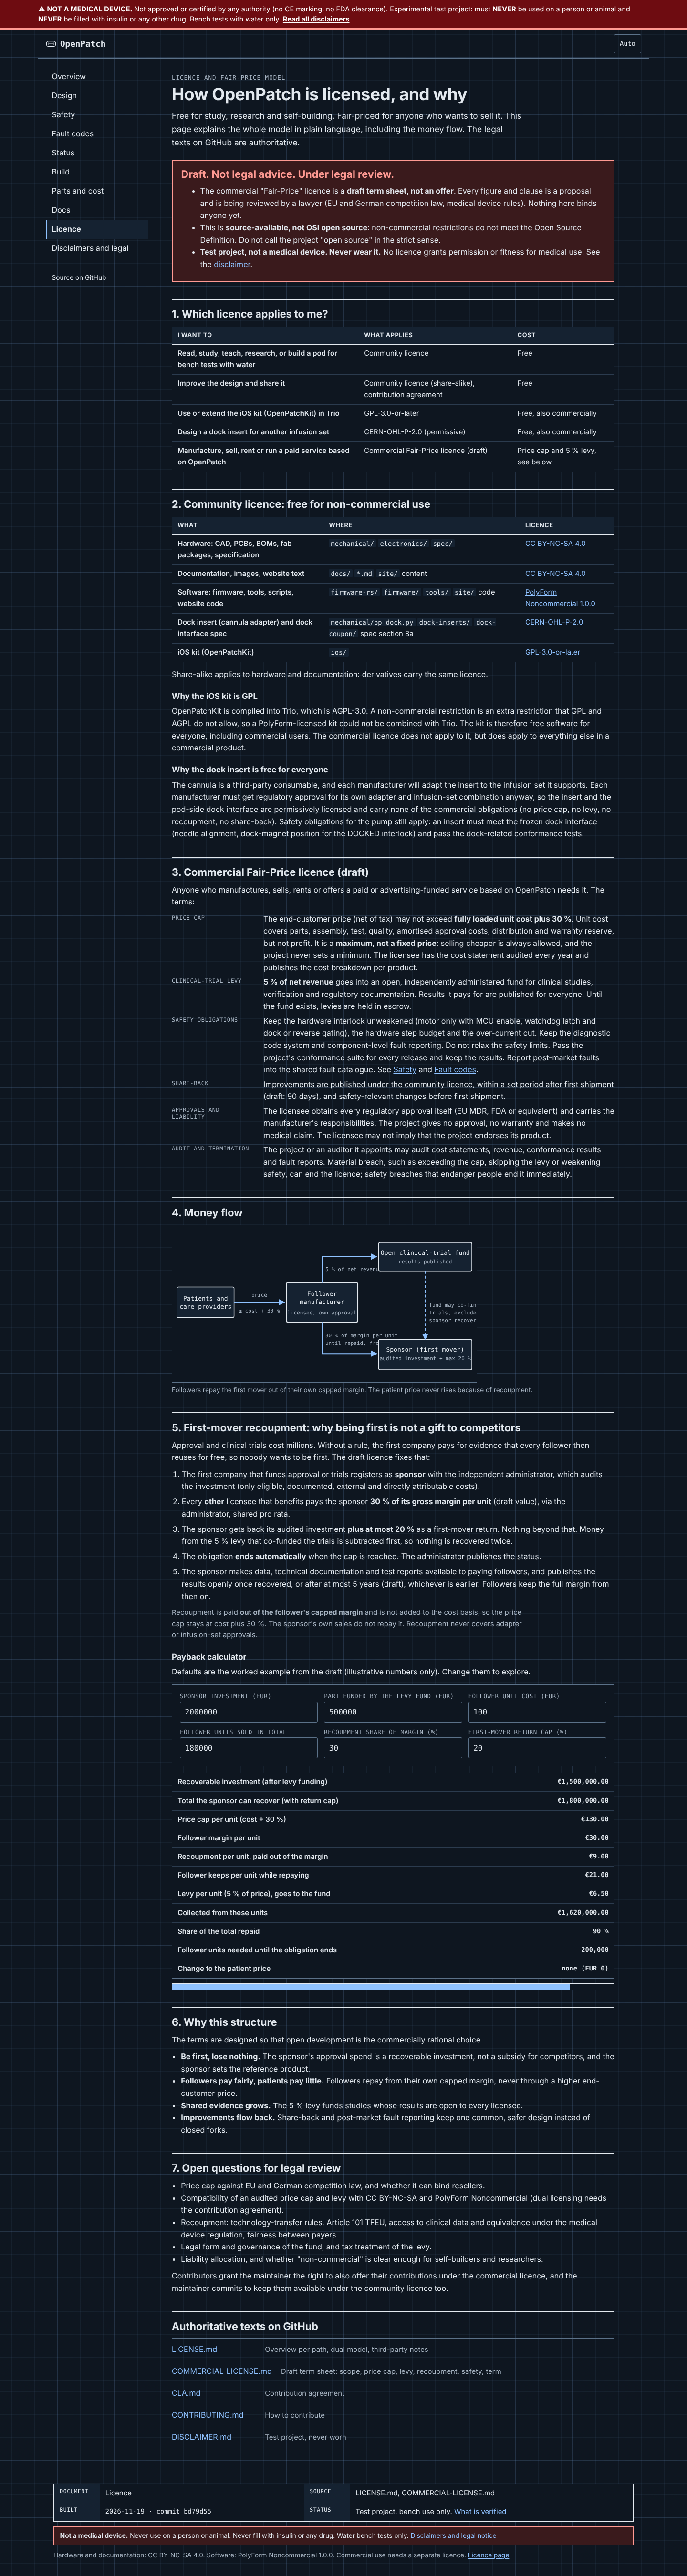 ⚠ NOT A MEDICAL DEVICE. Not approved or certified by any authority (no CE marking, no FDA clearance). Experimental test project: must NEVER be used on a person or animal and
NEVER be filled with insulin or any other drug. Bench tests with water only. Read all disclaimers
OpenPatch
Auto
Overview
Design
Safety
Fault codes
Status
Build
Parts and cost
Docs
Licence
Disclaimers and legal
Source on GitHub
LICENCE AND FAIR-PRICE MODEL
How OpenPatch is licensed, and why
Free for study, research and self-building. Fair-priced for anyone who wants to sell it. This
page explains the whole model in plain language, including the money flow. The legal
texts on GitHub are authoritative.
Draft. Not legal advice. Under legal review.
• The commercial "Fair-Price" licence is a draft term sheet, not an offer. Every figure and clause is a proposal
and is being reviewed by a lawyer (EU and German competition law, medical device rules). Nothing here binds
anyone yet.
• This is source-available, not OSI open source: non-commercial restrictions do not meet the Open Source
Definition. Do not call the project "open source" in the strict sense.
• Test project, not a medical device. Never wear it. No licence grants permission or fitness for medical use. See
the disclaimer.
1. Which licence applies to me?
I WANT TO WHAT APPLIES COST
Read, study, teach, research, or build a pod for
bench tests with water
Community licence
Free
Improve the design and share it
Community licence (share-alike),
contribution agreement
Free
Use or extend the iOS kit (OpenPatchKit) in Trio
GPL-3.0-or-later
Free, also commercially
Design a dock insert for another infusion set
CERN-OHL-P-2.0 (permissive)
Free, also commercially
Manufacture, sell, rent or run a paid service based
on OpenPatch
Commercial Fair-Price licence (draft)
Price cap and 5 % levy,
see below
2. Community licence: free for non-commercial use
WHAT WHERE LICENCE
Hardware: CAD, PCBs, BOMs, fab
packages, specification
mechanical/ electronics/ spec/
CC BY-NC-SA 4.0
Documentation, images, website text
docs/ *.md site/ content
CC BY-NC-SA 4.0
Software: firmware, tools, scripts,
website code
firmware-rs/ firmware/ tools/ site/ code
PolyForm
Noncommercial 1.0.0
Dock insert (cannula adapter) and dock
interface spec
mechanical/op_dock.py dock-inserts/ dock-
coupon/ spec section 8a
CERN-OHL-P-2.0
iOS kit (OpenPatchKit)
ios/
GPL-3.0-or-later
Share-alike applies to hardware and documentation: derivatives carry the same licence.
Why the iOS kit is GPL
OpenPatchKit is compiled into Trio, which is AGPL-3.0. A non-commercial restriction is an extra restriction that GPL and
AGPL do not allow, so a PolyForm-licensed kit could not be combined with Trio. The kit is therefore free software for
everyone, including commercial users. The commercial licence does not apply to it, but does apply to everything else in a
commercial product.
Why the dock insert is free for everyone
The cannula is a third-party consumable, and each manufacturer will adapt the insert to the infusion set it supports. Each
manufacturer must get regulatory approval for its own adapter and infusion-set combination anyway, so the insert and the
pod-side dock interface are permissively licensed and carry none of the commercial obligations (no price cap, no levy, no
recoupment, no share-back). Safety obligations for the pump still apply: an insert must meet the frozen dock interface
(needle alignment, dock-magnet position for the DOCKED interlock) and pass the dock-related conformance tests.
3. Commercial Fair-Price licence (draft)
Anyone who manufactures, sells, rents or offers a paid or advertising-funded service based on OpenPatch needs it. The
terms:
PRICE CAP
The end-customer price (net of tax) may not exceed fully loaded unit cost plus 30 %. Unit cost
covers parts, assembly, test, quality, amortised approval costs, distribution and warranty reserve,
but not profit. It is a maximum, not a fixed price: selling cheaper is always allowed, and the
project never sets a minimum. The licensee has the cost statement audited every year and
publishes the cost breakdown per product.
CLINICAL-TRIAL LEVY
5 % of net revenue goes into an open, independently administered fund for clinical studies,
verification and regulatory documentation. Results it pays for are published for everyone. Until
the fund exists, levies are held in escrow.
SAFETY OBLIGATIONS
Keep the hardware interlock unweakened (motor only with MCU enable, watchdog latch and
dock or reverse gating), the hardware step budget and the over-current cut. Keep the diagnostic
code system and component-level fault reporting. Do not relax the safety limits. Pass the
project's conformance suite for every release and keep the results. Report post-market faults
into the shared fault catalogue. See Safety and Fault codes.
SHARE-BACK
Improvements are published under the community licence, within a set period after first shipment
(draft: 90 days), and safety-relevant changes before first shipment.
APPROVALS AND
LIABILITY
The licensee obtains every regulatory approval itself (EU MDR, FDA or equivalent) and carries the
manufacturer's responsibilities. The project gives no approval, no warranty and makes no
medical claim. The licensee may not imply that the project endorses its product.
AUDIT AND TERMINATION
The project or an auditor it appoints may audit cost statements, revenue, conformance results
and fault reports. Material breach, such as exceeding the cap, skipping the levy or weakening
safety, can end the licence; safety breaches that endanger people end it immediately.
4. Money flow
Patients and
care providers
price
≤ cost + 30 %
Follower
manufacturer
licensee, own approval
5 % of net revenu
Open clinical-trial fund
results published
fund may co-fin
trials, exclude
sponsor recover
30 % of margin per unit
until repaid, fr
Sponsor (first mover)
audited investment + max 20 %
Followers repay the first mover out of their own capped margin. The patient price never rises because of recoupment.
5. First-mover recoupment: why being first is not a gift to competitors
Approval and clinical trials cost millions. Without a rule, the first company pays for evidence that every follower then
reuses for free, so nobody wants to be first. The draft licence fixes that:
1. The first company that funds approval or trials registers as sponsor with the independent administrator, which audits
the investment (only eligible, documented, external and directly attributable costs).
2. Every other licensee that benefits pays the sponsor 30 % of its gross margin per unit (draft value), via the
administrator, shared pro rata.
3. The sponsor gets back its audited investment plus at most 20 % as a first-mover return. Nothing beyond that. Money
from the 5 % levy that co-funded the trials is subtracted first, so nothing is recovered twice.
4. The obligation ends automatically when the cap is reached. The administrator publishes the status.
5. The sponsor makes data, technical documentation and test reports available to paying followers, and publishes the
results openly once recovered, or after at most 5 years (draft), whichever is earlier. Followers keep the full margin from
then on.
Recoupment is paid out of the follower's capped margin and is not added to the cost basis, so the price
cap stays at cost plus 30 %. The sponsor's own sales do not repay it. Recoupment never covers adapter
or infusion-set approvals.
Payback calculator
Defaults are the worked example from the draft (illustrative numbers only). Change them to explore.
SPONSOR INVESTMENT (EUR) PART FUNDED BY THE LEVY FUND (EUR) FOLLOWER UNIT COST (EUR)
2000000 500000 100
FOLLOWER UNITS SOLD IN TOTAL RECOUPMENT SHARE OF MARGIN (%) FIRST-MOVER RETURN CAP (%)
180000 30 20
Recoverable investment (after levy funding) €1,500,000.00
Total the sponsor can recover (with return cap) €1,800,000.00
Price cap per unit (cost + 30 %) €130.00
Follower margin per unit €30.00
Recoupment per unit, paid out of the margin €9.00
Follower keeps per unit while repaying €21.00
Levy per unit (5 % of price), goes to the fund €6.50
Collected from these units €1,620,000.00
Share of the total repaid 90 %
Follower units needed until the obligation ends 200,000
Change to the patient price none (EUR 0)
6. Why this structure
The terms are designed so that open development is the commercially rational choice.
• Be first, lose nothing. The sponsor's approval spend is a recoverable investment, not a subsidy for competitors, and the
sponsor sets the reference product.
• Followers pay fairly, patients pay little. Followers repay from their own capped margin, never through a higher end-
customer price.
• Shared evidence grows. The 5 % levy funds studies whose results are open to every licensee.
• Improvements flow back. Share-back and post-market fault reporting keep one common, safer design instead of
closed forks.
7. Open questions for legal review
• Price cap against EU and German competition law, and whether it can bind resellers.
• Compatibility of an audited price cap and levy with CC BY-NC-SA and PolyForm Noncommercial (dual licensing needs
the contribution agreement).
• Recoupment: technology-transfer rules, Article 101 TFEU, access to clinical data and equivalence under the medical
device regulation, fairness between payers.
• Legal form and governance of the fund, and tax treatment of the levy.
• Liability allocation, and whether "non-commercial" is clear enough for self-builders and researchers.
Contributors grant the maintainer the right to also offer their contributions under the commercial licence, and the
maintainer commits to keep them available under the community licence too.
Authoritative texts on GitHub
LICENSE.md Overview per path, dual model, third-party notes
COMMERCIAL-LICENSE.md Draft term sheet: scope, price cap, levy, recoupment, safety, term
CLA.md Contribution agreement
CONTRIBUTING.md How to contribute
DISCLAIMER.md Test project, never worn
DOCUMENT Licence SOURCE LICENSE.md, COMMERCIAL-LICENSE.md
BUILT 2026-11-19 · commit bd79d55 STATUS Test project, bench use only. What is verified
Not a medical device. Never use on a person or animal. Never fill with insulin or any drug. Water bench tests only. Disclaimers and legal notice
Hardware and documentation: CC BY-NC-SA 4.0. Software: PolyForm Noncommercial 1.0.0. Commercial use needs a separate licence. Licence page.